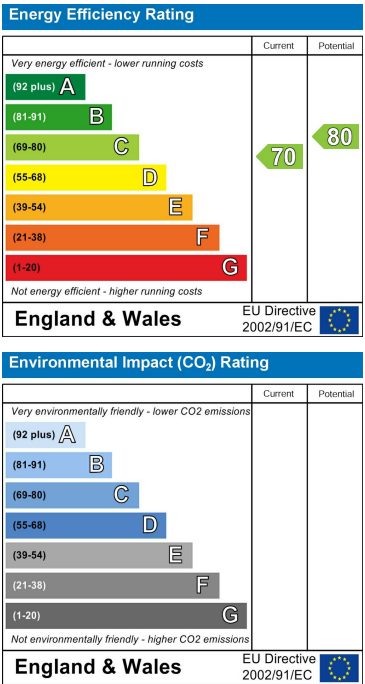 Energy Efficiency Rating
Current Potential
Very energy efficient - lower running costs
(92 plus) A
(81-91) B
(69-80) C
(55-68) D
(39-54) E
(21-38) F
(1-20) G
70
80
Not energy efficient - higher running costs
England & Wales
EU Directive
2002/91/EC
Environmental Impact (CO₂) Rating
Current Potential
Very environmentally friendly - lower CO2 emissions
(92 plus) A
(81-91) B
(69-80) C
(55-68) D
(39-54) E
(21-38) F
(1-20) G
Not environmentally friendly - higher CO2 emissions
England & Wales
EU Directive
2002/91/EC